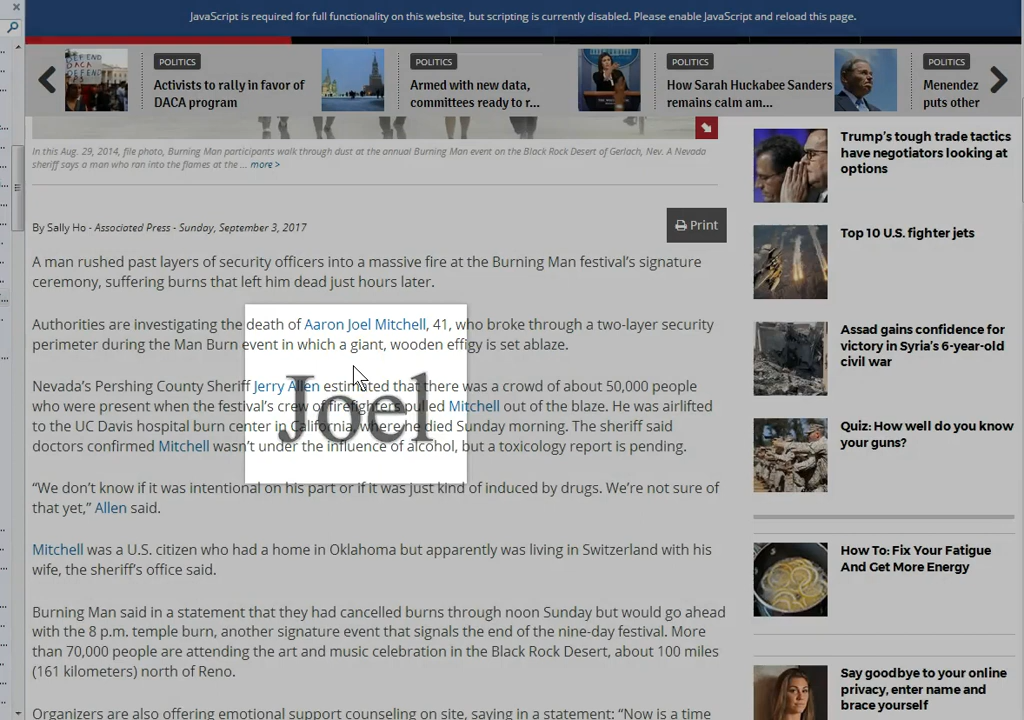 JavaScript is required for full functionality on this website, but scripting is currently disabled. Please enable JavaScript and reload this page.
POLITICS
Activists to rally in favor of
DACA program
POLITICS
Armed with new data,
committees ready to r...
POLITICS
How Sarah Huckabee Sanders
remains calm am...
POLITICS
Menendez
puts other
In this Aug. 29, 2014, file photo, Burning Man participants walk through dust at the annual Burning Man event on the Black Rock Desert of Gerlach, Nev. A Nevada
sheriff says a man who ran into the flames at the ... more >
By Sally Ho - Associated Press - Sunday, September 3, 2017
Print
A man rushed past layers of security officers into a massive fire at the Burning Man festival's signature
ceremony, suffering burns that left him dead just hours later.
Authorities are investigating the death of Aaron Joel Mitchell, 41, who broke through a two-layer security
perimeter during the Man Burn event in which a giant, wooden effigy is set ablaze.
Nevada's Pershing County Sheriff Jerry Allen estimated that there was a crowd of about 50,000 people
who were present when the festival's crew of firefighters pulled Mitchell out of the blaze. He was airlifted
to the UC Davis hospital burn center in California, where he died Sunday morning. The sheriff said
doctors confirmed Mitchell wasn't under the influence of alcohol, but a toxicology report is pending.
Joel
“We don't know if it was intentional on his part or if it was just kind of induced by drugs. We're not sure of
that yet,” Allen said.
Mitchell was a U.S. citizen who had a home in Oklahoma but apparently was living in Switzerland with his
wife, the sheriff's office said.
Burning Man said in a statement that they had cancelled burns through noon Sunday but would go ahead
with the 8 p.m. temple burn, another signature event that signals the end of the nine-day festival. More
than 70,000 people are attending the art and music celebration in the Black Rock Desert, about 100 miles
(161 kilometers) north of Reno.
Organizers are also offering emotional support counseling on site, saying in a statement: “Now is a time
Trump's tough trade tactics
have negotiators looking at
options
Top 10 U.S. fighter jets
Assad gains confidence for
victory in Syria's 6-year-old
civil war
Quiz: How well do you know
your guns?
How To: Fix Your Fatigue
And Get More Energy
Say goodbye to your online
privacy, enter name and
brace yourself